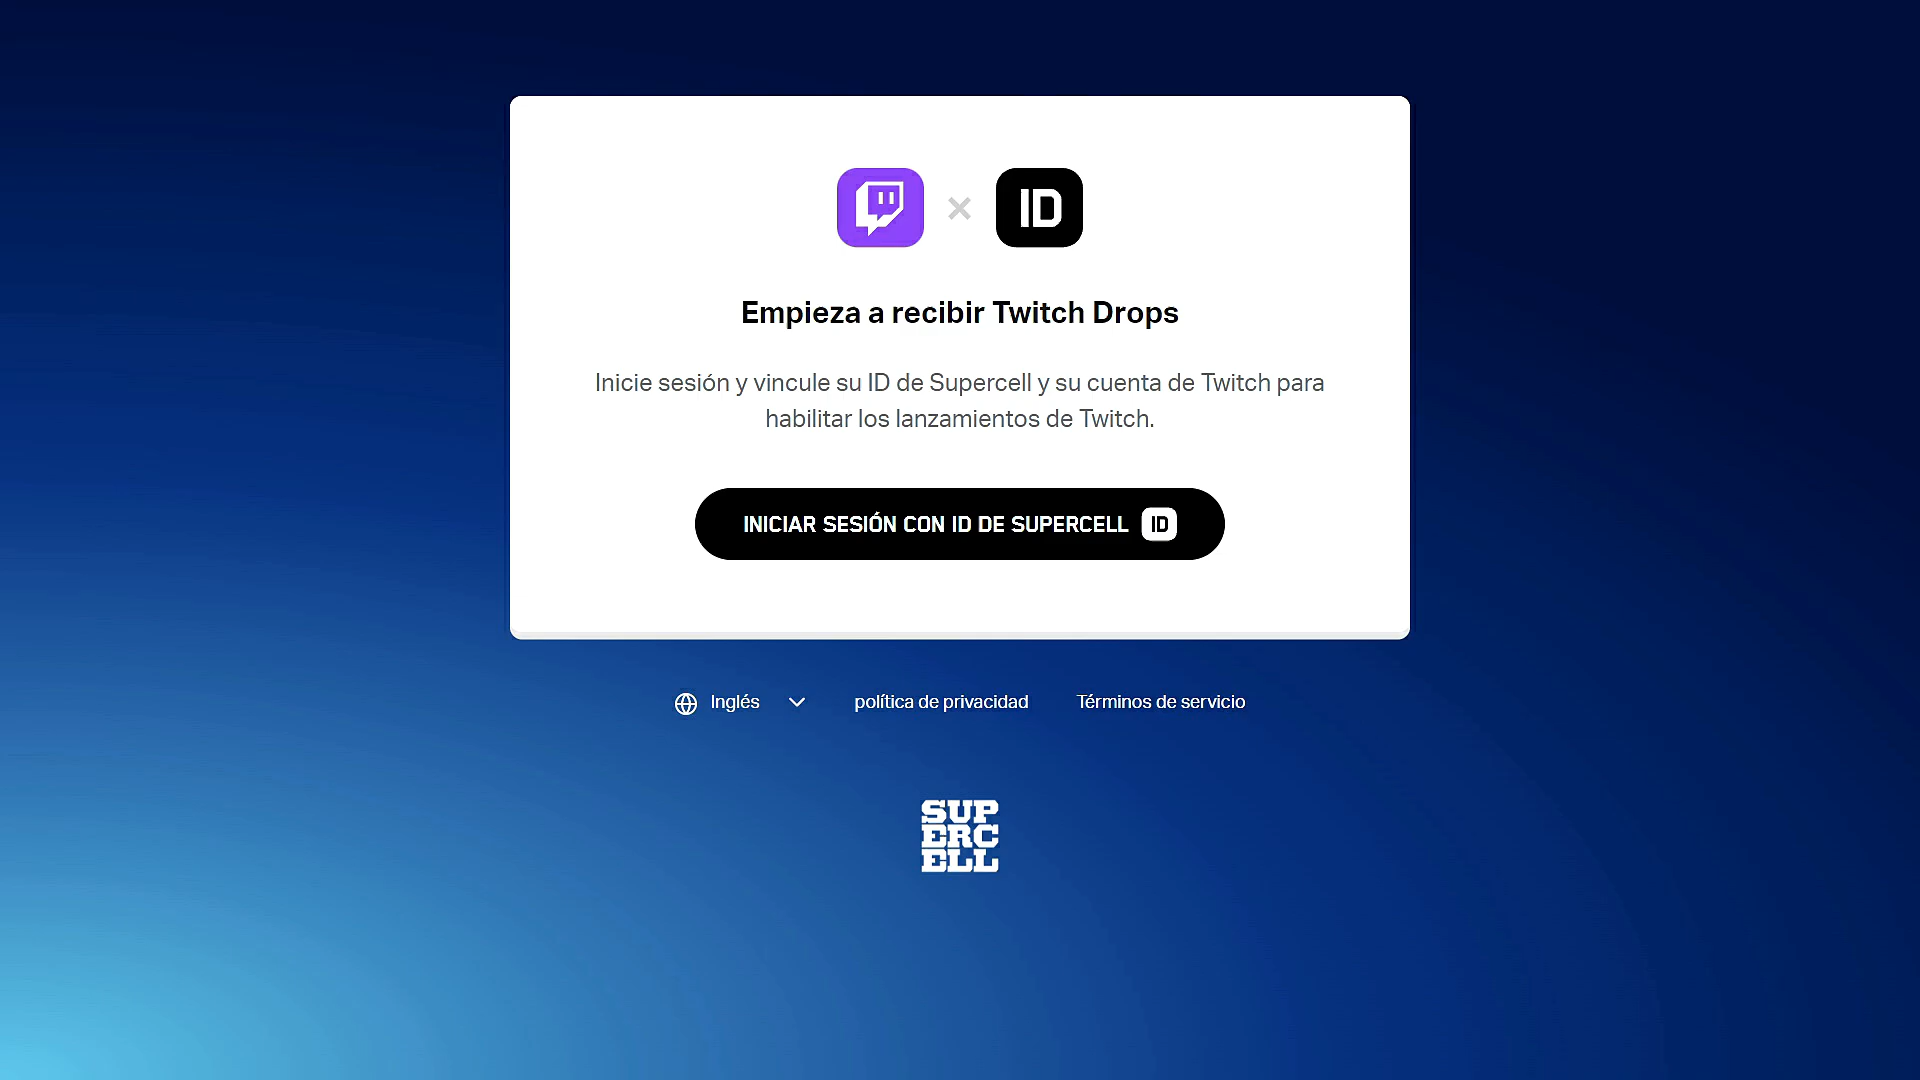 ID
Empieza a recibir Twitch Drops
Inicie sesión y vincule su ID de Supercell y su cuenta de Twitch para
habilitar los lanzamientos de Twitch.
INICIAR SESIÓN CON ID DE SUPERCELL ID
Inglés política de privacidad Términos de servicio
SUP
ERC
ELL